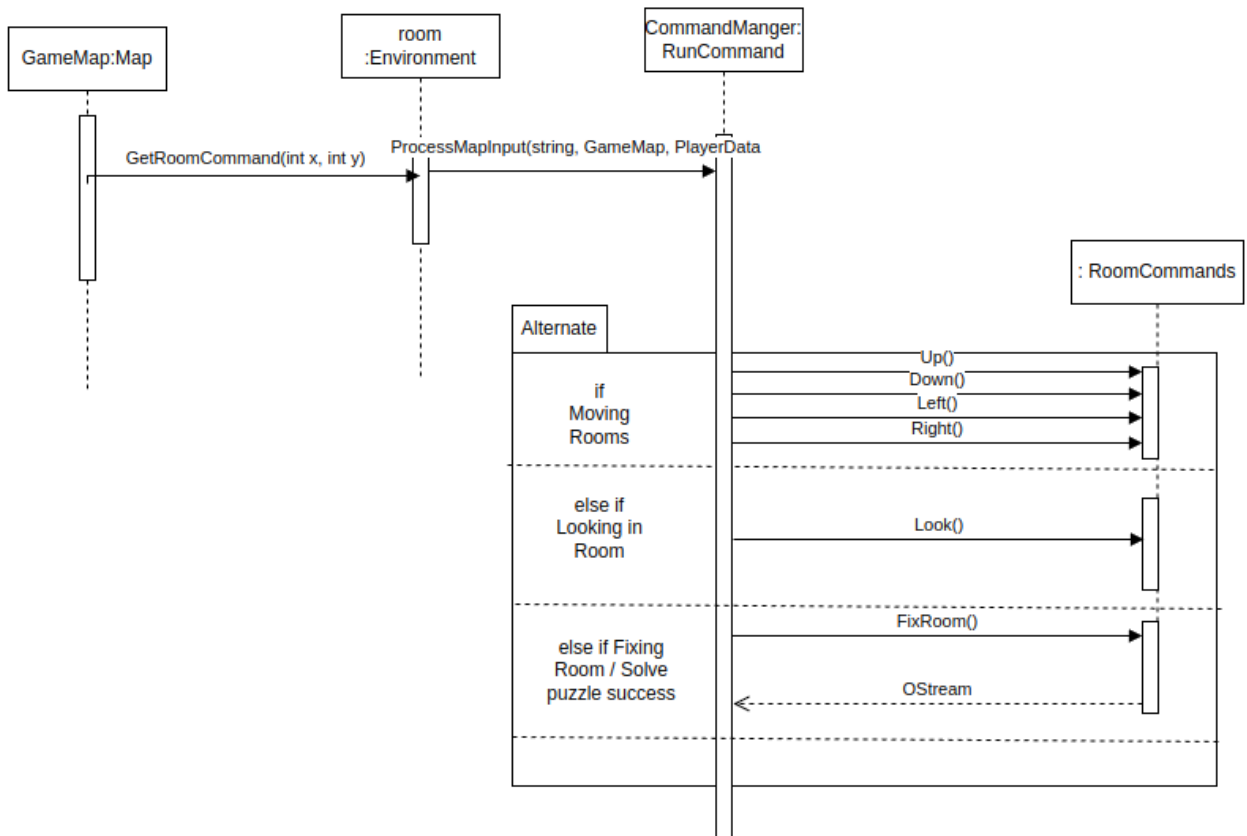 GameMap:Map
room
:Environment
CommandManger:
RunCommand
GetRoomCommand(int x, int y)
ProcessMapInput(string, GameMap, PlayerData
: RoomCommands
Alternate
if
Moving
Rooms
Up()
Down()
Left()
Right()
else if
Looking in
Room
Look()
else if Fixing
Room / Solve
puzzle success
FixRoom()
OStream